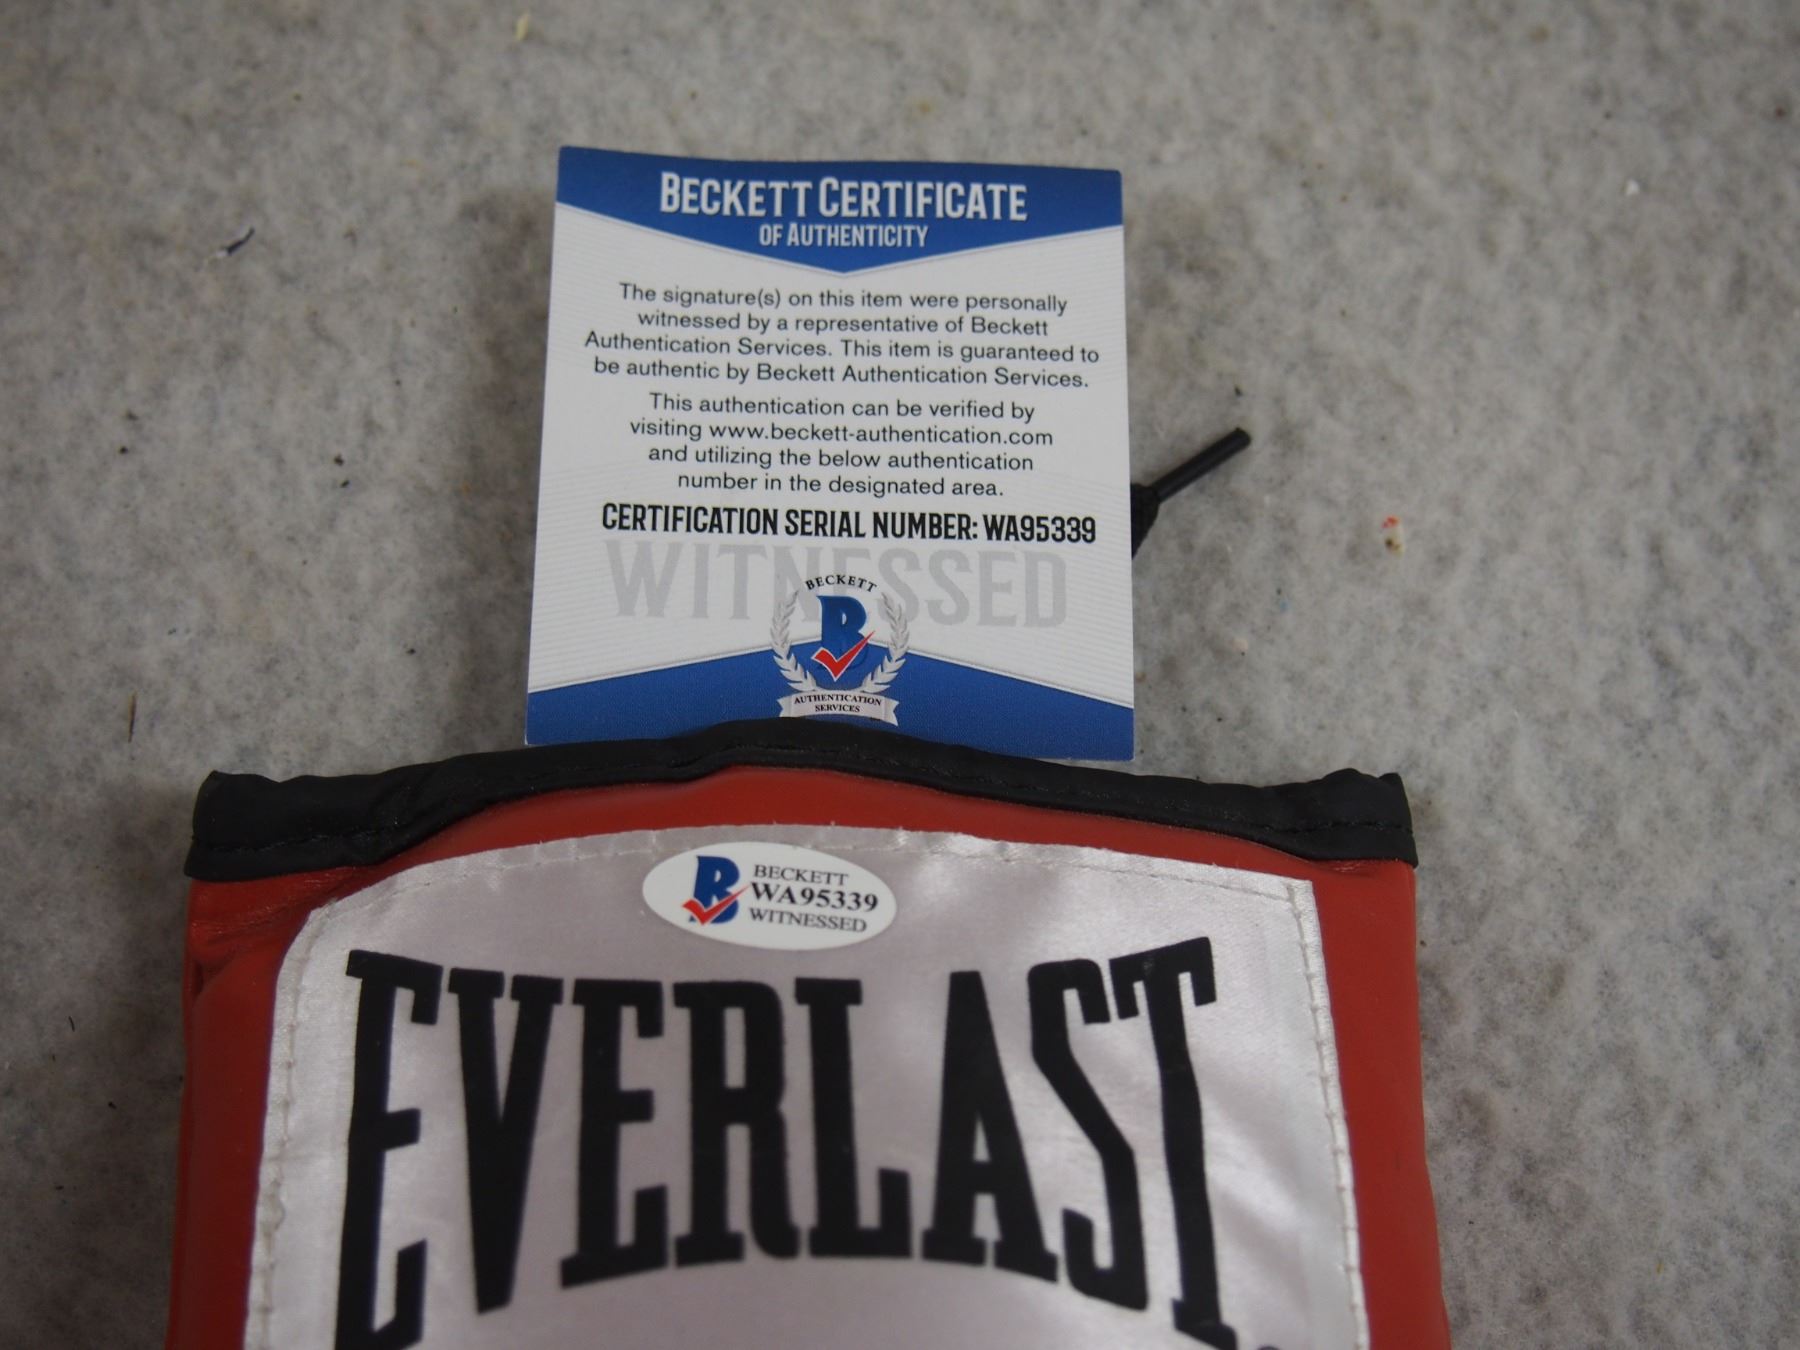 BECKETT CERTIFICATE
OF AUTHENTICITY
The signature(s) on this item were personally
witnessed by a representative of Beckett
Authentication Services. This item is guaranteed to
be authentic by Beckett Authentication Services.
This authentication can be verified by
visiting www.beckett-authentication.com
and utilizing the below authentication
number in the designated area.
CERTIFICATION SERIAL NUMBER: WA95339
WITNESSED
BECKETT
B
AUTHENTICATION
SERVICES
B
BECKETT
WA95339
WITNESSED
EVERLAST